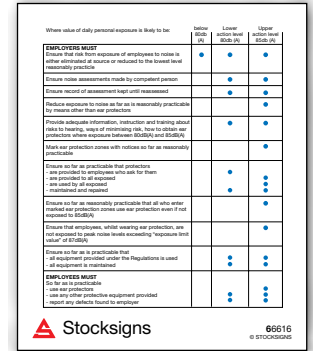 Where value of daily personal exposure is likely to be:
below
80db
(A)
Lower
action level
80db (A)
Upper
action level
85db (A)
EMPLOYERS MUST
Ensure that risk from exposure of employees to noise is
either eliminated at source or reduced to the lowest level
reasonably practicle
Ensure noise assessments made by competent person
Ensure record of assessment kept until reassessed
Reduce exposure to noise as far as is reasonably practicable
by means other than ear protectors
Provide adequate information, instruction and training about
risks to hearing, ways of minimising risk, how to obtain ear
protectors where exposure between 80dB(A) and 85dB(A)
Mark ear protection zones with notices so far as reasonably
practicable
Ensure so far as practicable that protectors
- are provided to employees who ask for them
- are provided to all exposed
- are used by all exposed
- maintained and repaired
Ensure so far as reasonably practicable that all who enter
marked ear protection zones use ear protection even if not
exposed to 85dB(A)
Ensure that employees, whilst wearing ear protection, are
not exposed to peak noise levels exceeding "exposure limit
value" of 87dB(A)
Ensure so far as is practicable that
- all equipment provided under the Regulations is used
- all equipment is maintained
EMPLOYEES MUST
So far as is practicable
- use ear protectors
- use any other protective equipment provided
- report any defects found to employer
Stocksigns
66616
© STOCKSIGNS